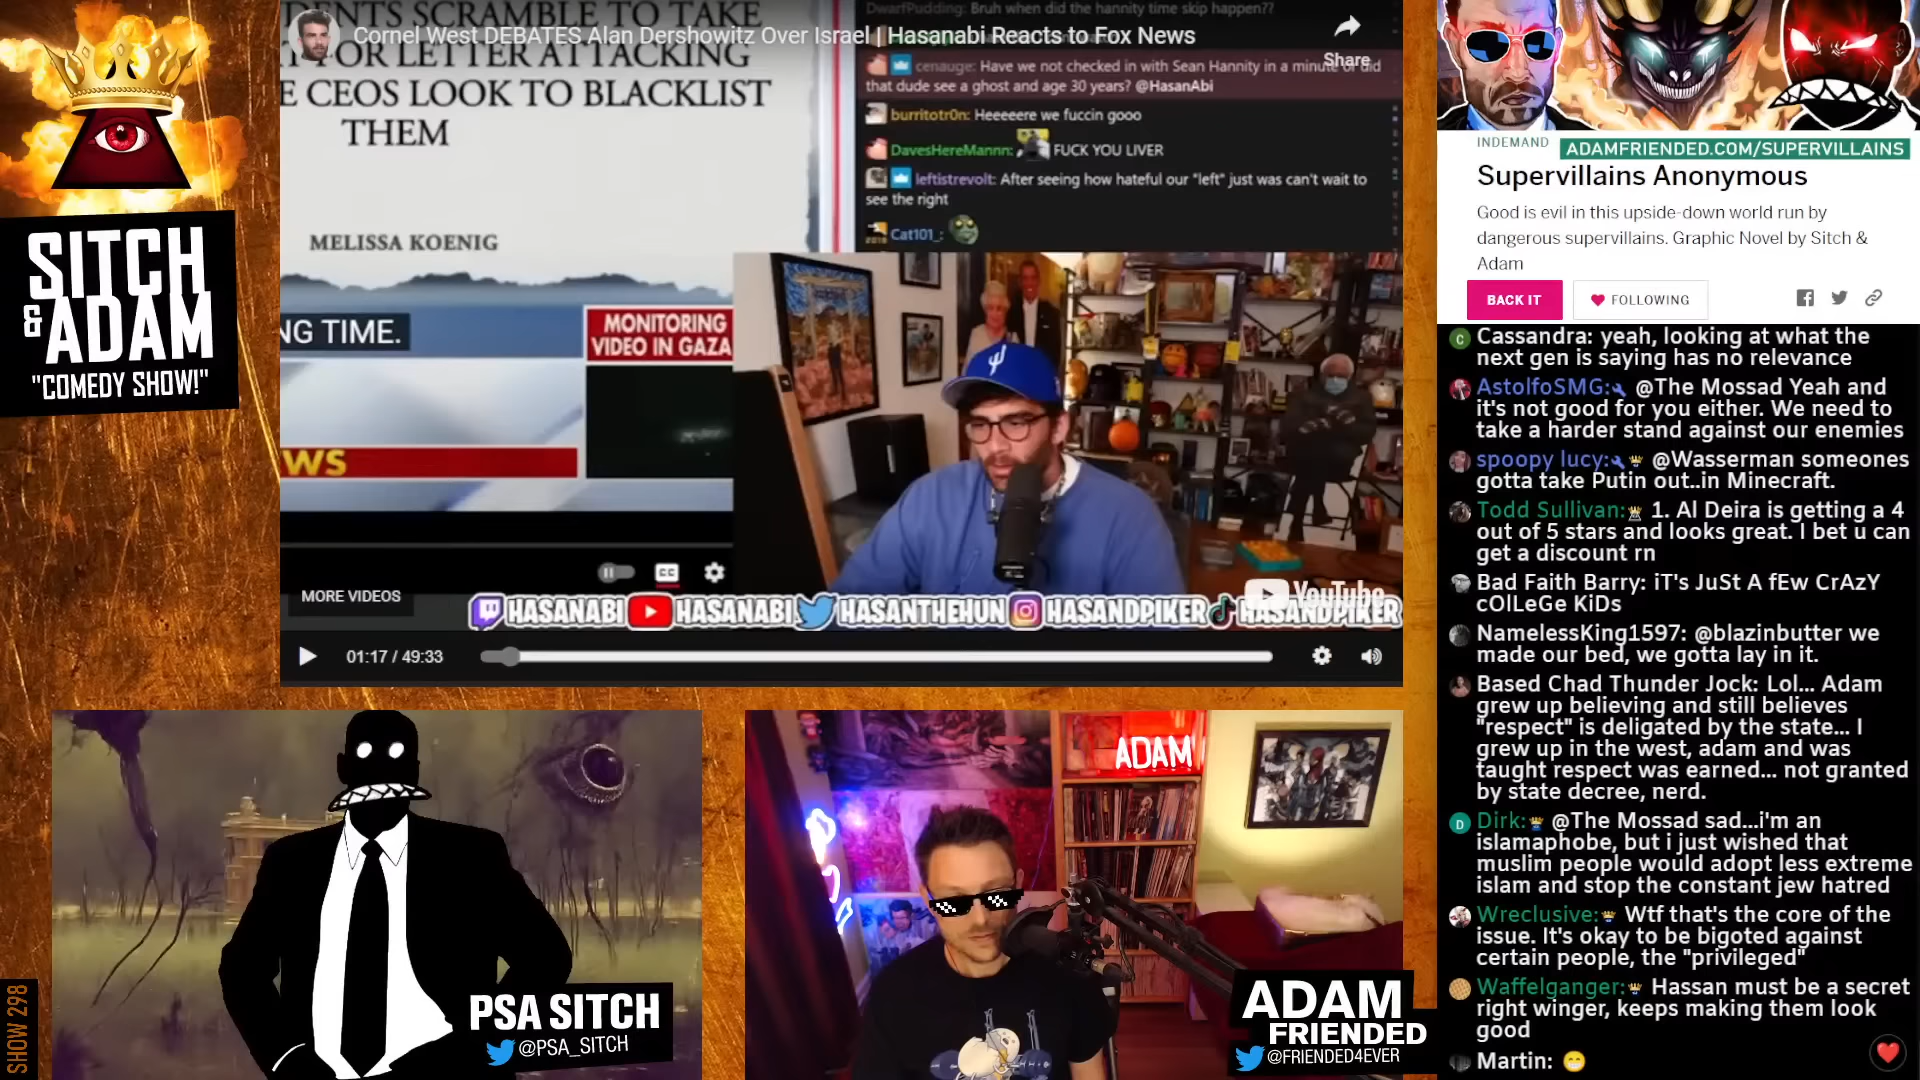 SITCH
& ADAM
"COMEDY SHOW!"
SHOW 298
DENTS SCRAMBLE TO TAKE
FOR LETTER ATTACKING
E CEOS LOOK TO BLACKLIST
THEM
MELISSA KOENIG
Cornel West DEBATES Alan Dershowitz Over Israel | Hasanabi Reacts to Fox News
Share
NG TIME.
MONITORING
VIDEO IN GAZA
WS
DwarfPudding: Bruh when did the hannity time skip happen??
cenauge: Have we not checked in with Sean Hannity in a minute or did
that dude see a ghost and age 30 years? @HasanAbi
burritotr0n: Heeeeere we fuccin gooo
DavesHereMannn: FUCK YOU LIVER
leftistrevolt: After seeing how hateful our "left" just was can't wait to
see the right
Cat101_:
CC
MORE VIDEOS
YouTube
HASANABI HASANABI HASANTHEHUN HASANDPIKER HASANDPIKER
01:17 / 49:33
PSA SITCH
@PSA_SITCH
ADAM
ADAM
FRIENDED
@FRIENDED4EVER
INDEMAND
ADAMFRIENDED.COM/SUPERVILLAINS
Supervillains Anonymous
Good is evil in this upside-down world run by
dangerous supervillains. Graphic Novel by Sitch &
Adam
BACK IT
FOLLOWING
C Cassandra: yeah, looking at what the
next gen is saying has no relevance
AstolfoSMG: @The Mossad Yeah and
it's not good for you either. We need to
take a harder stand against our enemies
spoopy lucy: @Wasserman someones
gotta take Putin out..in Minecraft.
Todd Sullivan: 1. Al Deira is getting a 4
out of 5 stars and looks great. I bet u can
get a discount rn
Bad Faith Barry: iT's JuSt A fEw CrAzY
cOlLeGe KiDs
NamelessKing1597: @blazinbutter we
made our bed, we gotta lay in it.
Based Chad Thunder Jock: Lol... Adam
grew up believing and still believes
"respect" is deligated by the state... I
grew up in the west, adam and was
taught respect was earned... not granted
by state decree, nerd.
D Dirk: @The Mossad sad...i'm an
islamaphobe, but i just wished that
muslim people would adopt less extreme
islam and stop the constant jew hatred
Wreclusive: Wtf that's the core of the
issue. It's okay to be bigoted against
certain people, the "privileged"
Waffelganger: Hassan must be a secret
right winger, keeps making them look
good
Martin: